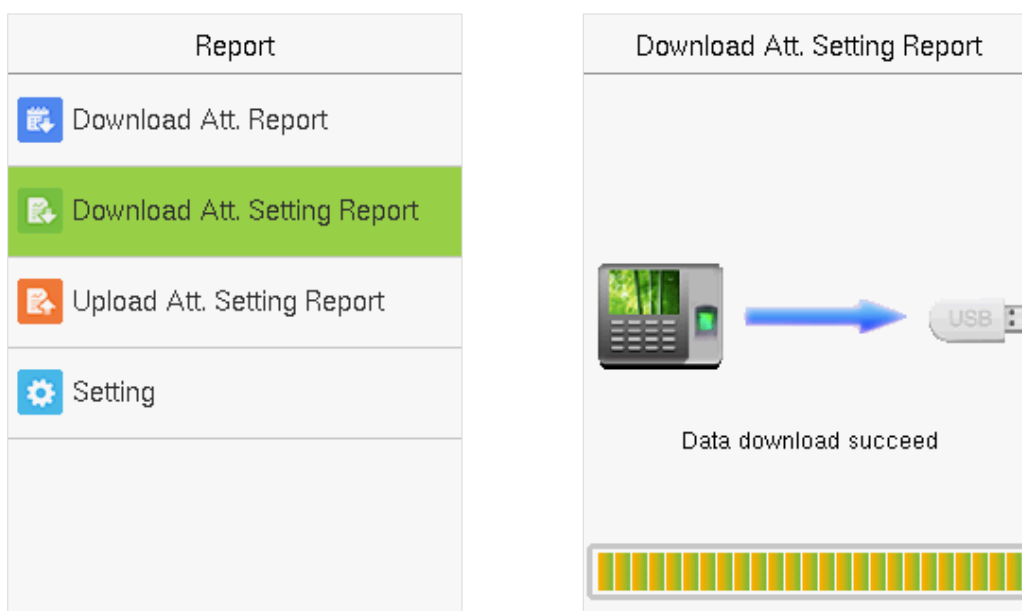 Report
Download Att. Report
Download Att. Setting Report
Upload Att. Setting Report
Setting
Download Att. Setting Report
USB
Data download succeed